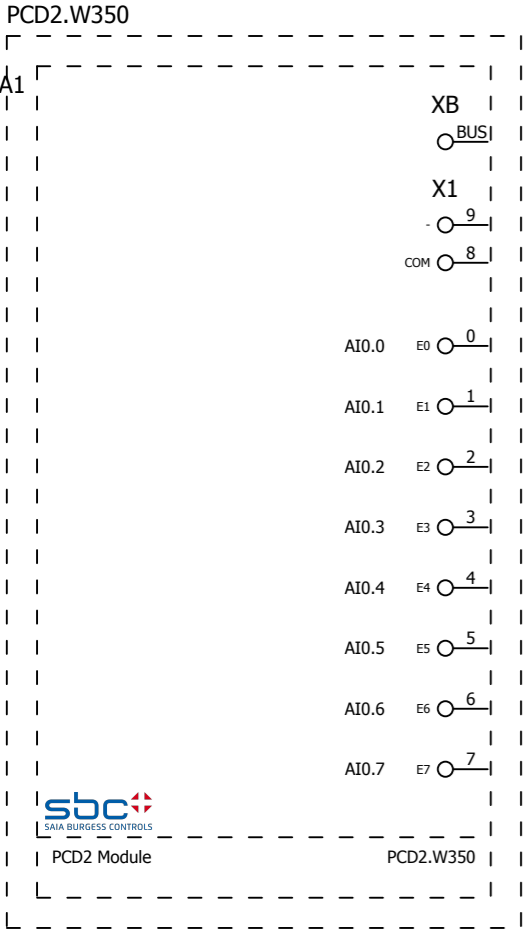 PCD2.W350
A1
XB
BUS
X1
- 9
COM 8
AI0.0 E0 0
AI0.1 E1 1
AI0.2 E2 2
AI0.3 E3 3
AI0.4 E4 4
AI0.5 E5 5
AI0.6 E6 6
AI0.7 E7 7
sbc
SAIA BURGESS CONTROLS
PCD2 Module PCD2.W350